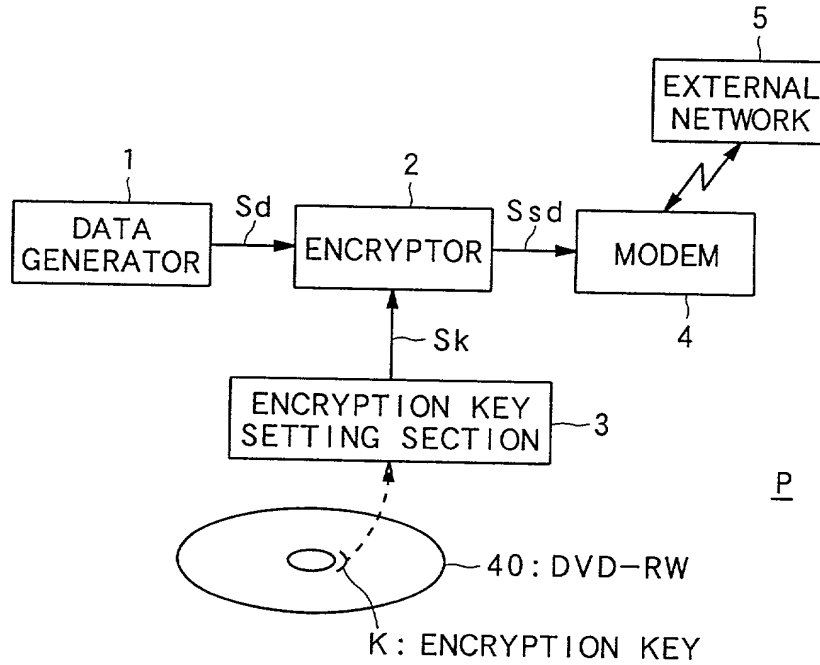 5
EXTERNAL
NETWORK
1
2
Sd
Ssd
DATA
GENERATOR
ENCRYPTOR
MODEM
4
Sk
ENCRYPTION KEY
SETTING SECTION
3
P
40: DVD-RW
K: ENCRYPTION KEY